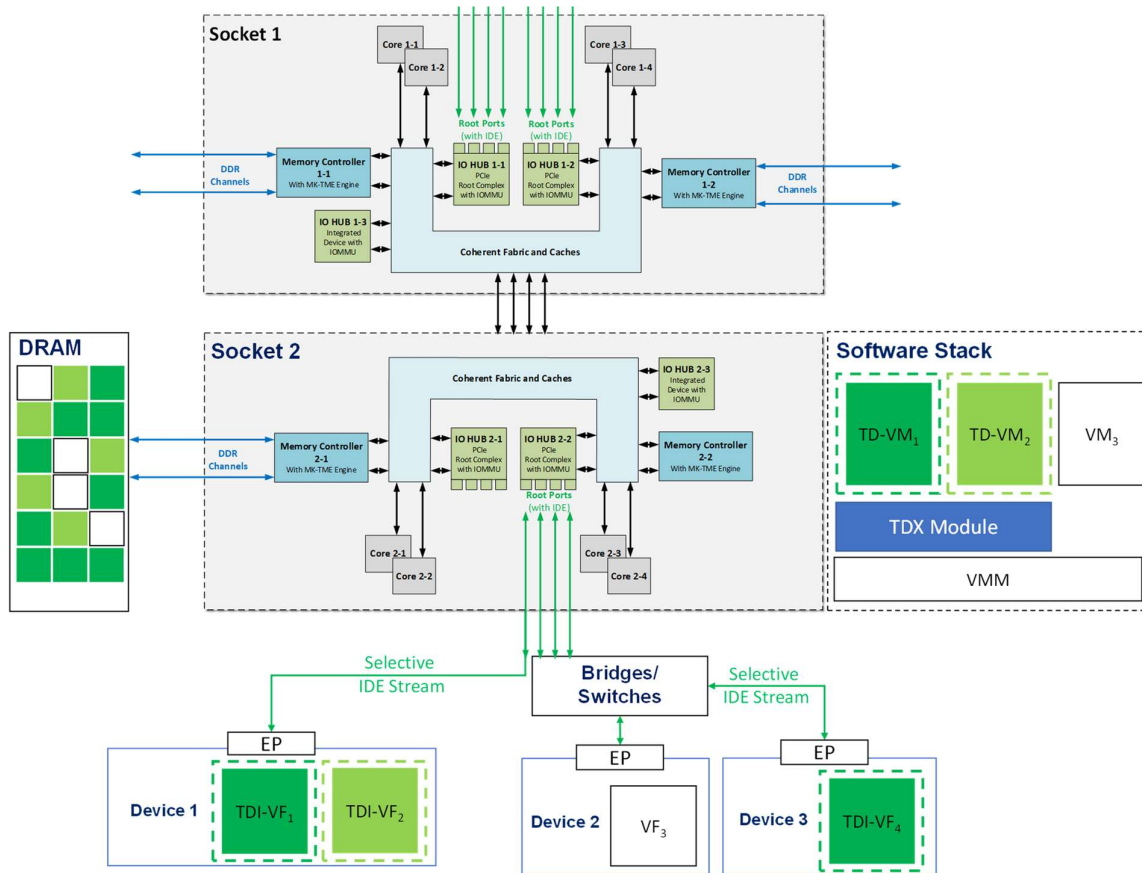 Socket 1
Core 1-1
Core 1-2
Core 1-3
Core 1-4
Root Ports
(with IDE)
Root Ports
(with IDE)
Memory Controller
1-1
With MK-TME Engine
DDR
Channels
IO HUB 1-1
PCIe
Root Complex
with IOMMU
IO HUB 1-2
PCIe
Root Complex
with IOMMU
Memory Controller
1-2
With MK-TME Engine
DDR
Channels
IO HUB 1-3
Integrated
Device with
IOMMU
Coherent Fabric and Caches
DRAM
Socket 2
Coherent Fabric and Caches
IO HUB 2-3
Integrated
Device with
IOMMU
DDR
Channels
Memory Controller
2-1
With MK-TME Engine
IO HUB 2-1
PCIe
Root Complex
with IOMMU
IO HUB 2-2
PCIe
Root Complex
with IOMMU
Memory Controller
2-2
With MK-TME Engine
Root Ports
(with IDE)
Core 2-1
Core 2-2
Core 2-3
Core 2-4
Software Stack
TD-VM₁
TD-VM₂
VM₃
TDX Module
VMM
Selective
IDE Stream
Bridges/
Switches
Selective
IDE Stream
EP
Device 1
TDI-VF₁
TDI-VF₂
EP
Device 2
VF₃
EP
Device 3
TDI-VF₄